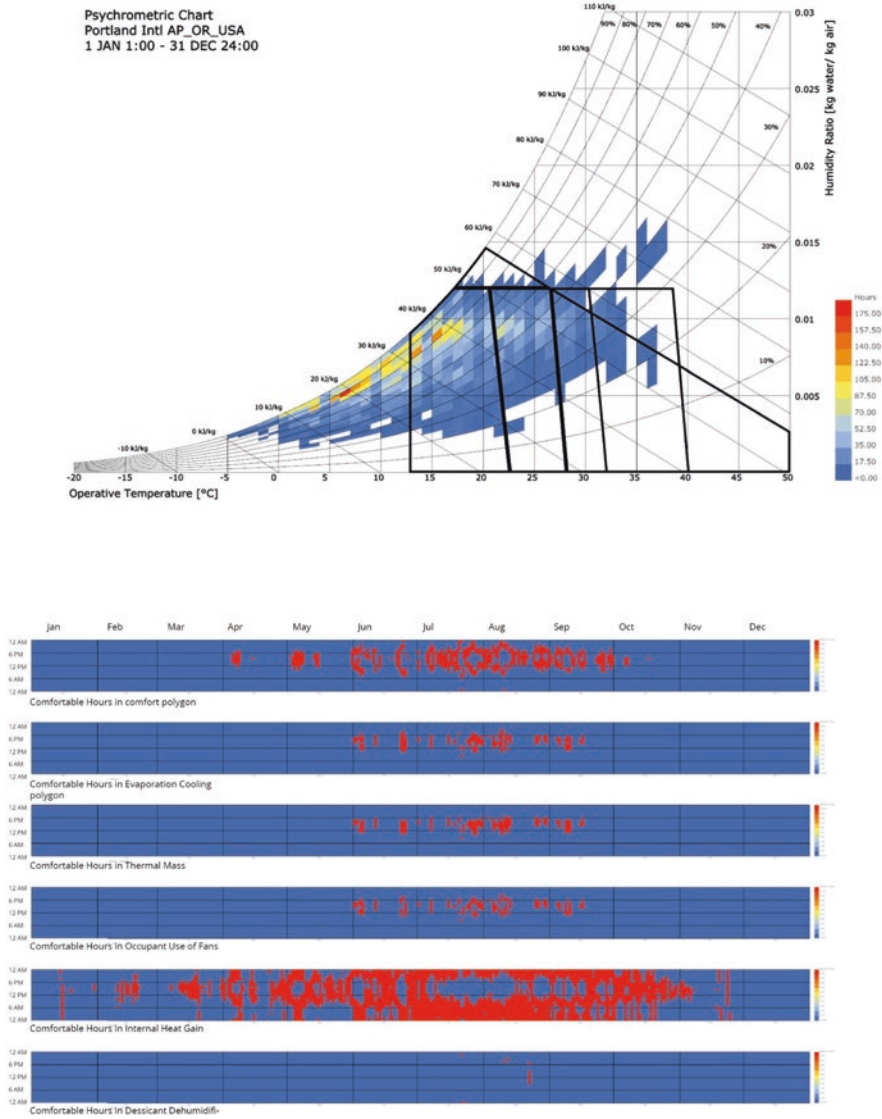 Psychrometric Chart
Portland Intl AP_OR_USA
1 JAN 1:00 - 31 DEC 24:00
110 kJ/kg
90% 80% 70% 60% 50% 40%
0.03
100 kJ/kg
0.025
90 kJ/kg
30%
80 kJ/kg
0.02
70 kJ/kg
60 kJ/kg
20%
0.015
50 kJ/kg
40 kJ/kg
0.01
30 kJ/kg
10%
20 kJ/kg
0.005
10 kJ/kg
0 kJ/kg
-10 kJ/kg
Humidity Ratio [kg water/ kg air]
-20 -15 -10 -5 0 5 10 15 20 25 30 35 40 45 50
Operative Temperature [°C]
Hours
175.00
157.50
140.00
122.50
105.00
87.50
70.00
52.50
35.00
17.50
<0.00
Jan Feb Mar Apr May Jun Jul Aug Sep Oct Nov Dec
12 AM
6 PM
12 PM
6 AM
12 AM
Comfortable Hours in comfort polygon
12 AM
6 PM
12 PM
6 AM
12 AM
Comfortable Hours in Evaporation Cooling
polygon
12 AM
6 PM
12 PM
6 AM
12 AM
Comfortable Hours in Thermal Mass
12 AM
6 PM
12 PM
6 AM
12 AM
Comfortable Hours in Occupant Use of Fans
12 AM
6 PM
12 PM
6 AM
12 AM
Comfortable Hours in Internal Heat Gain
12 AM
6 PM
12 PM
6 AM
12 AM
Comfortable Hours in Dessicant Dehumidifi-